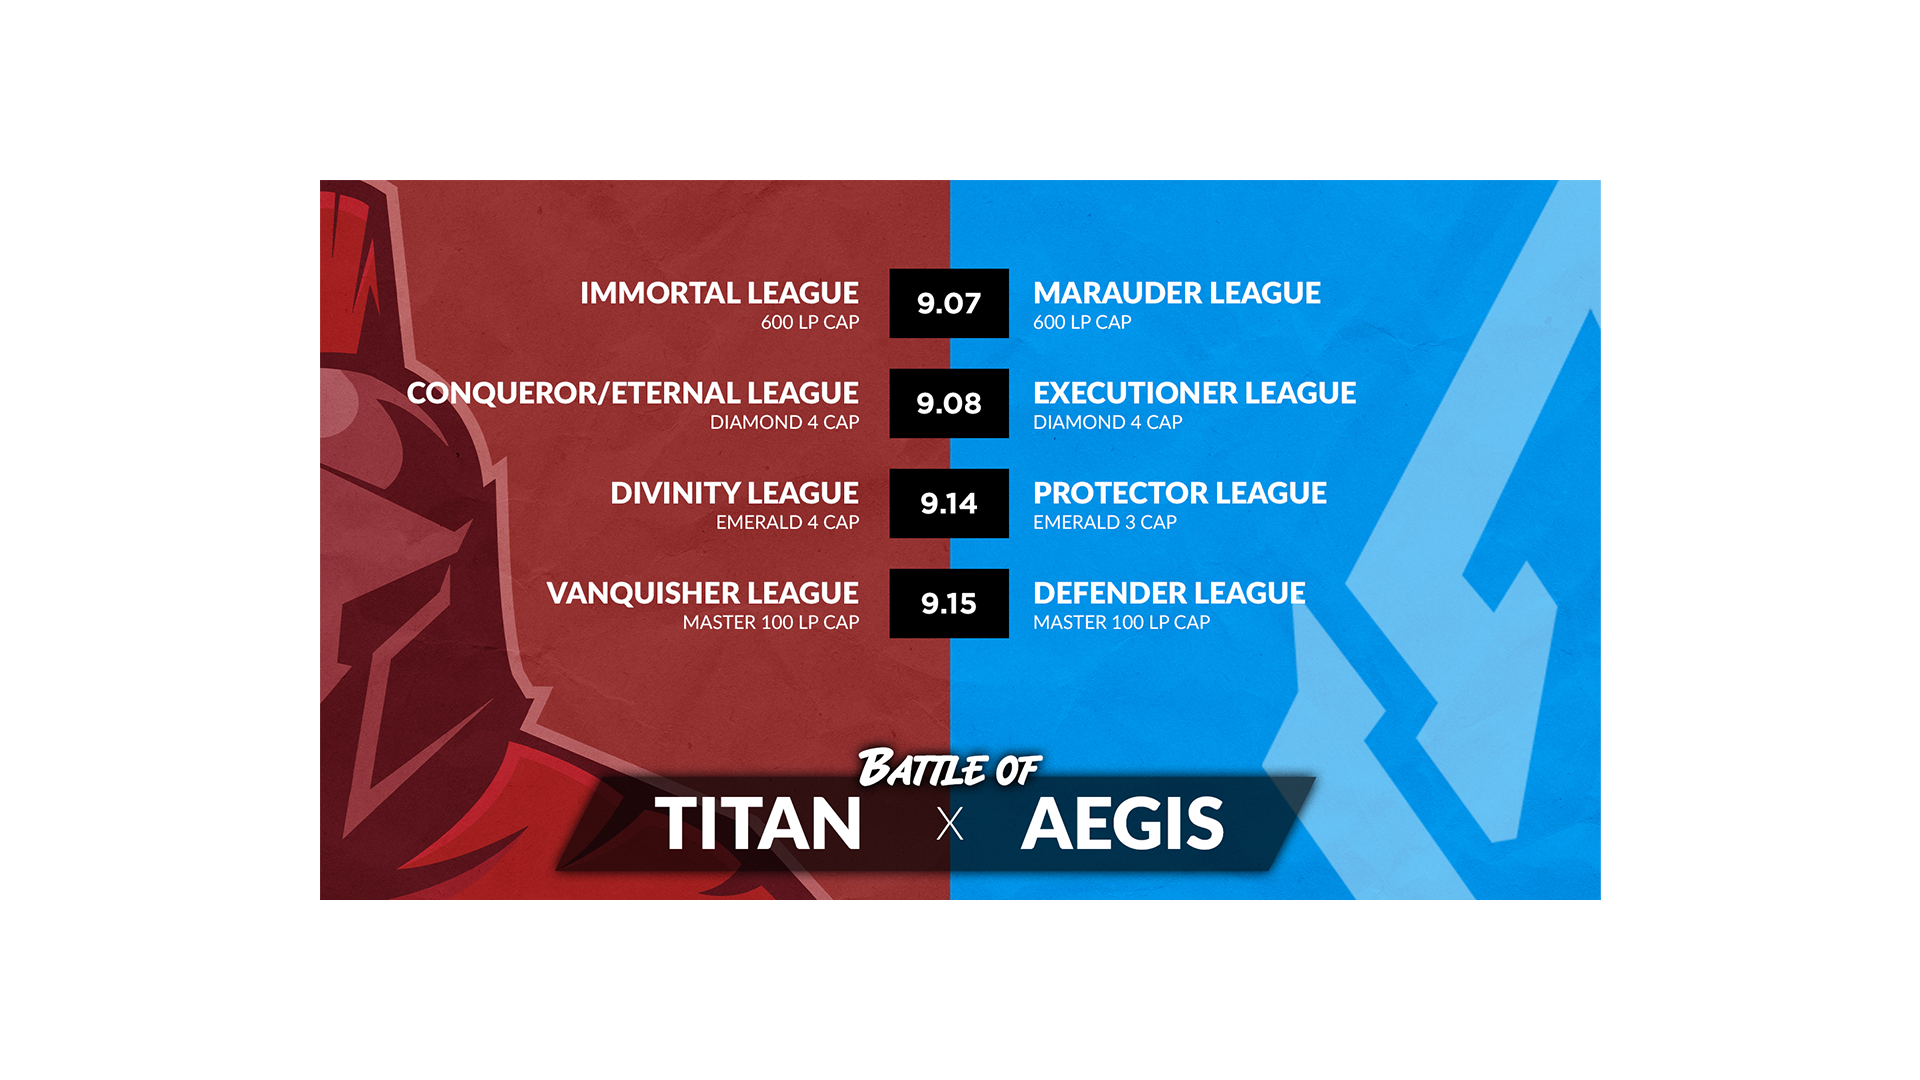 IMMORTAL LEAGUE
600 LP CAP
9.07
MARAUDER LEAGUE
600 LP CAP
CONQUEROR/ETERNAL LEAGUE
DIAMOND 4 CAP
9.08
EXECUTIONER LEAGUE
DIAMOND 4 CAP
DIVINITY LEAGUE
EMERALD 4 CAP
9.14
PROTECTOR LEAGUE
EMERALD 3 CAP
VANQUISHER LEAGUE
MASTER 100 LP CAP
9.15
DEFENDER LEAGUE
MASTER 100 LP CAP
BATTLE OF
TITAN X AEGIS